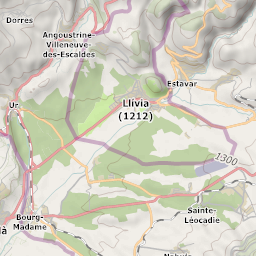 Dorres
Angoustrine-
Villeneuve-
des-Escaldes
Estavar
Llívia
(1212)
Ur
1300
Sainte-
Léocadie
Bourg-
Madame